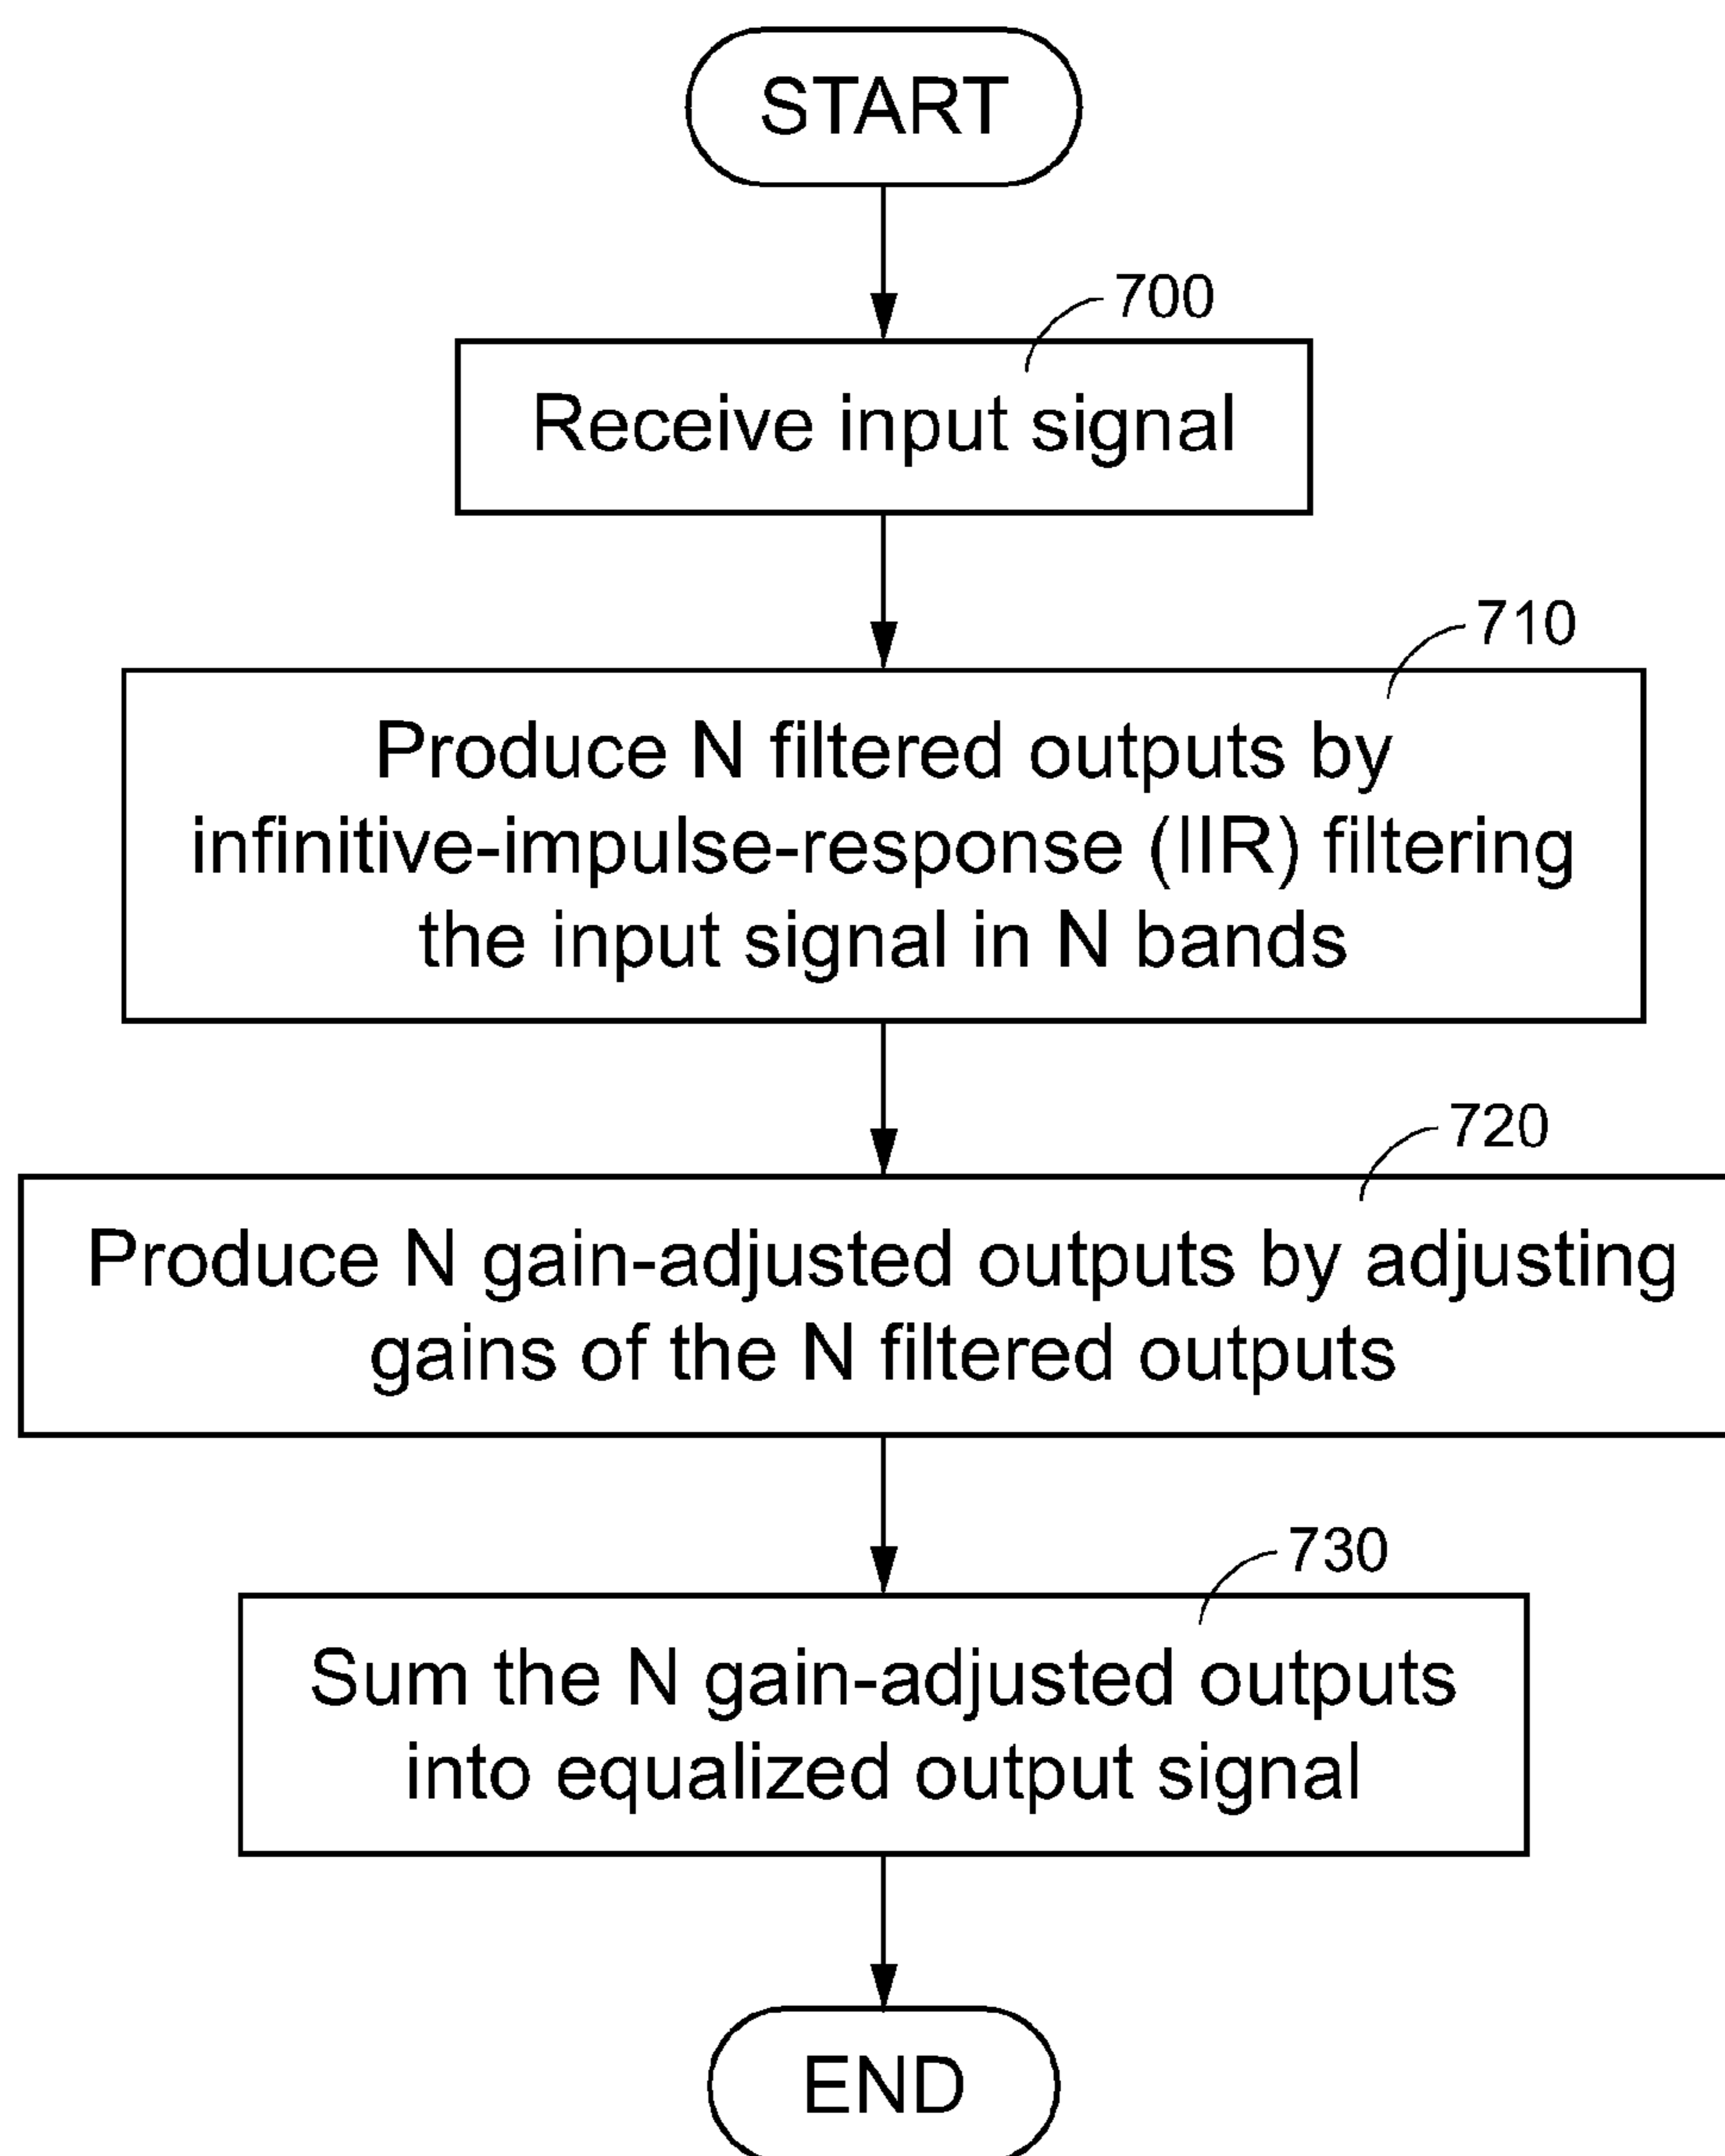 START
700
Receive input signal
710
Produce N filtered outputs by
infinitive-impulse-response (IIR) filtering
the input signal in N bands
720
Produce N gain-adjusted outputs by adjusting
gains of the N filtered outputs
730
Sum the N gain-adjusted outputs
into equalized output signal
END